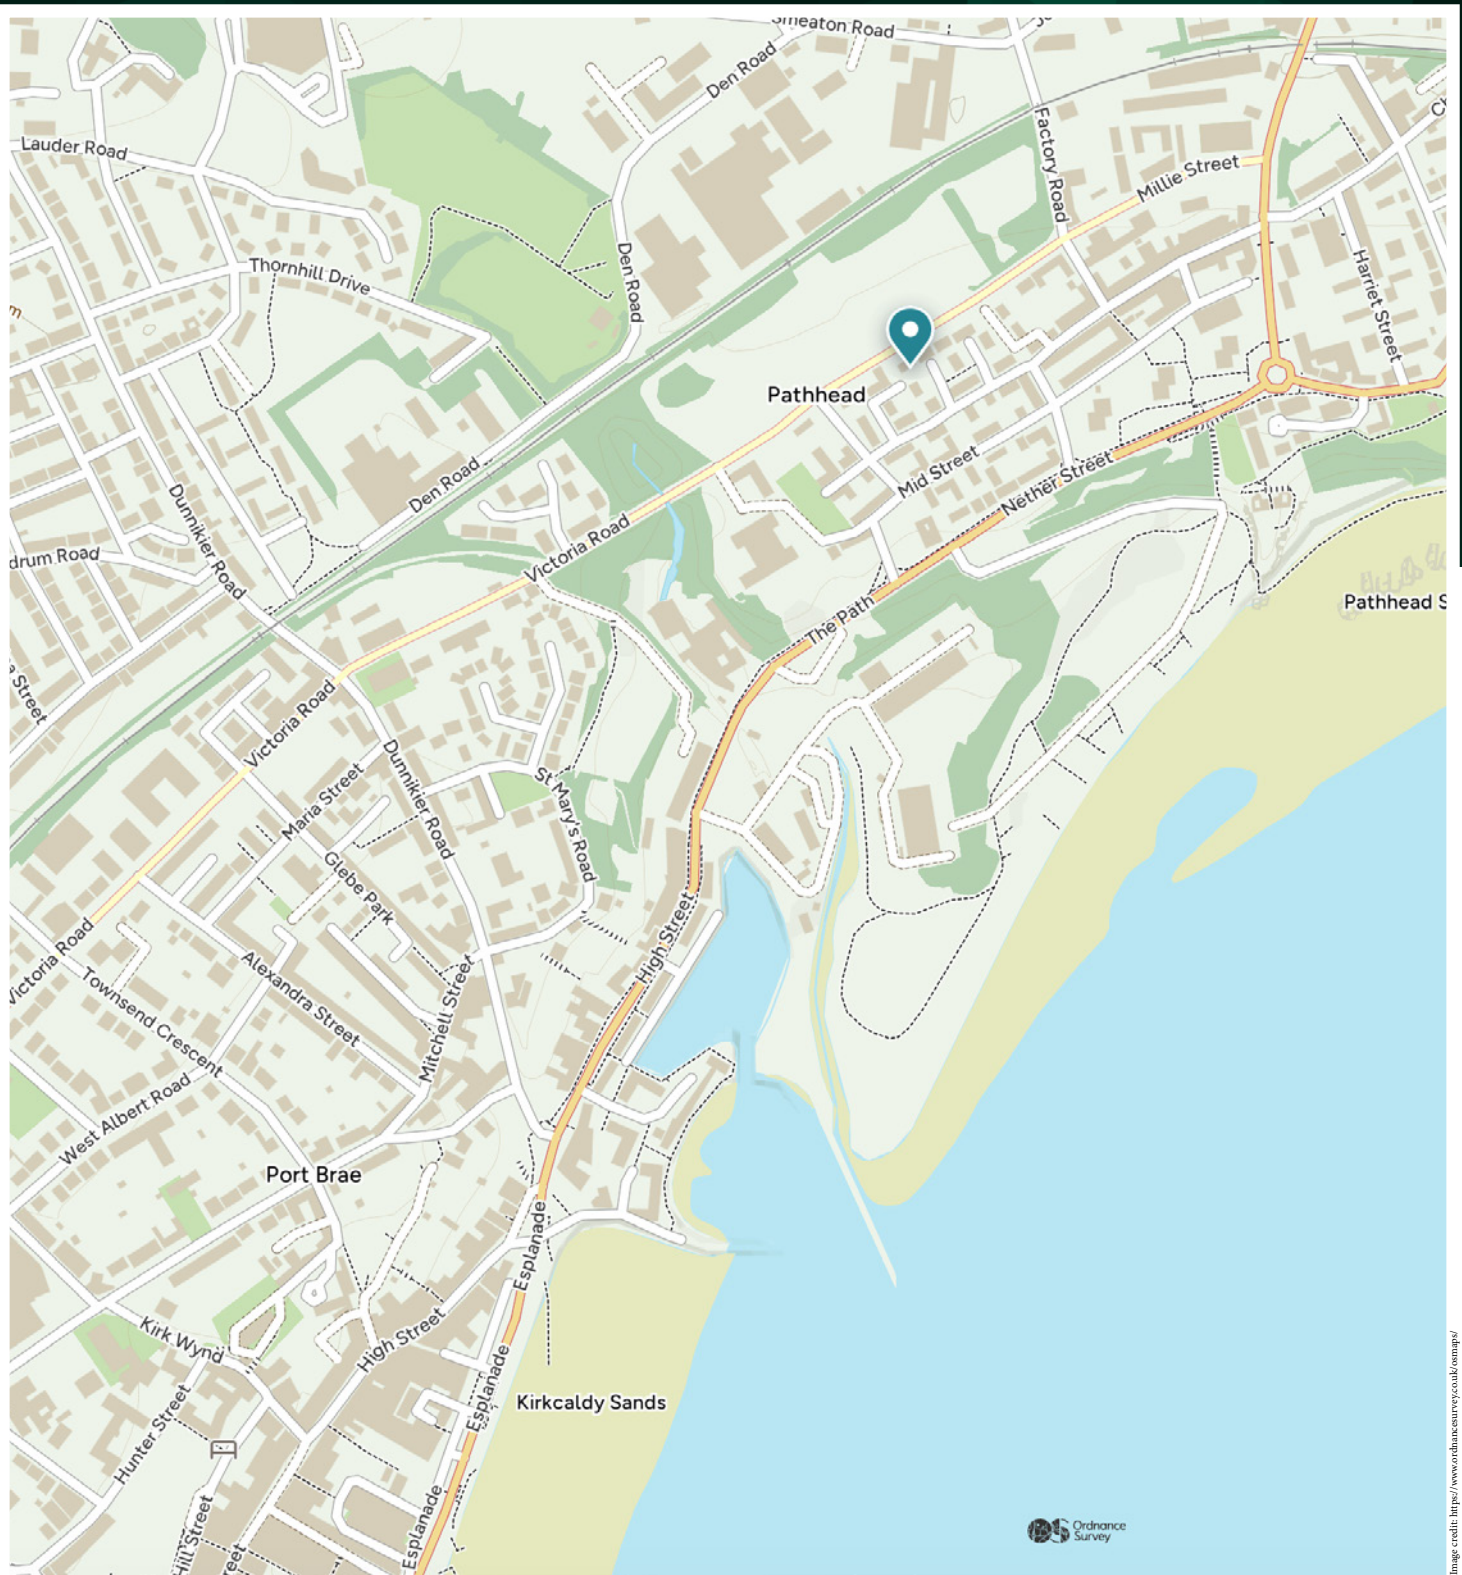 Smeaton Road
Den Road
Lauder Road
Factory Road
Millie Street
Den Road
Thornhill Drive
Harriet Street
Pathhead
Mid Street
Nether Street
Den Road
Dunnikier Road
Victoria Road
drum Road
The Path
Pathhead S
Street
Victoria Road
Dunnikier Road
Maria Street
St Mary's Road
Glebe Park
High Street
Victoria Road
Alexandra Street
Townsend Crescent
Mitchell Street
West Albert Road
Port Brae
Esplanade
Kirk Wynd
High Street
Esplanade
Kirkcaldy Sands
Hunter Street
Esplanade
Hill Street
reet
OS Ordnance
Survey
Image credit: https://www.ordnancesurvey.co.uk/osmaps/